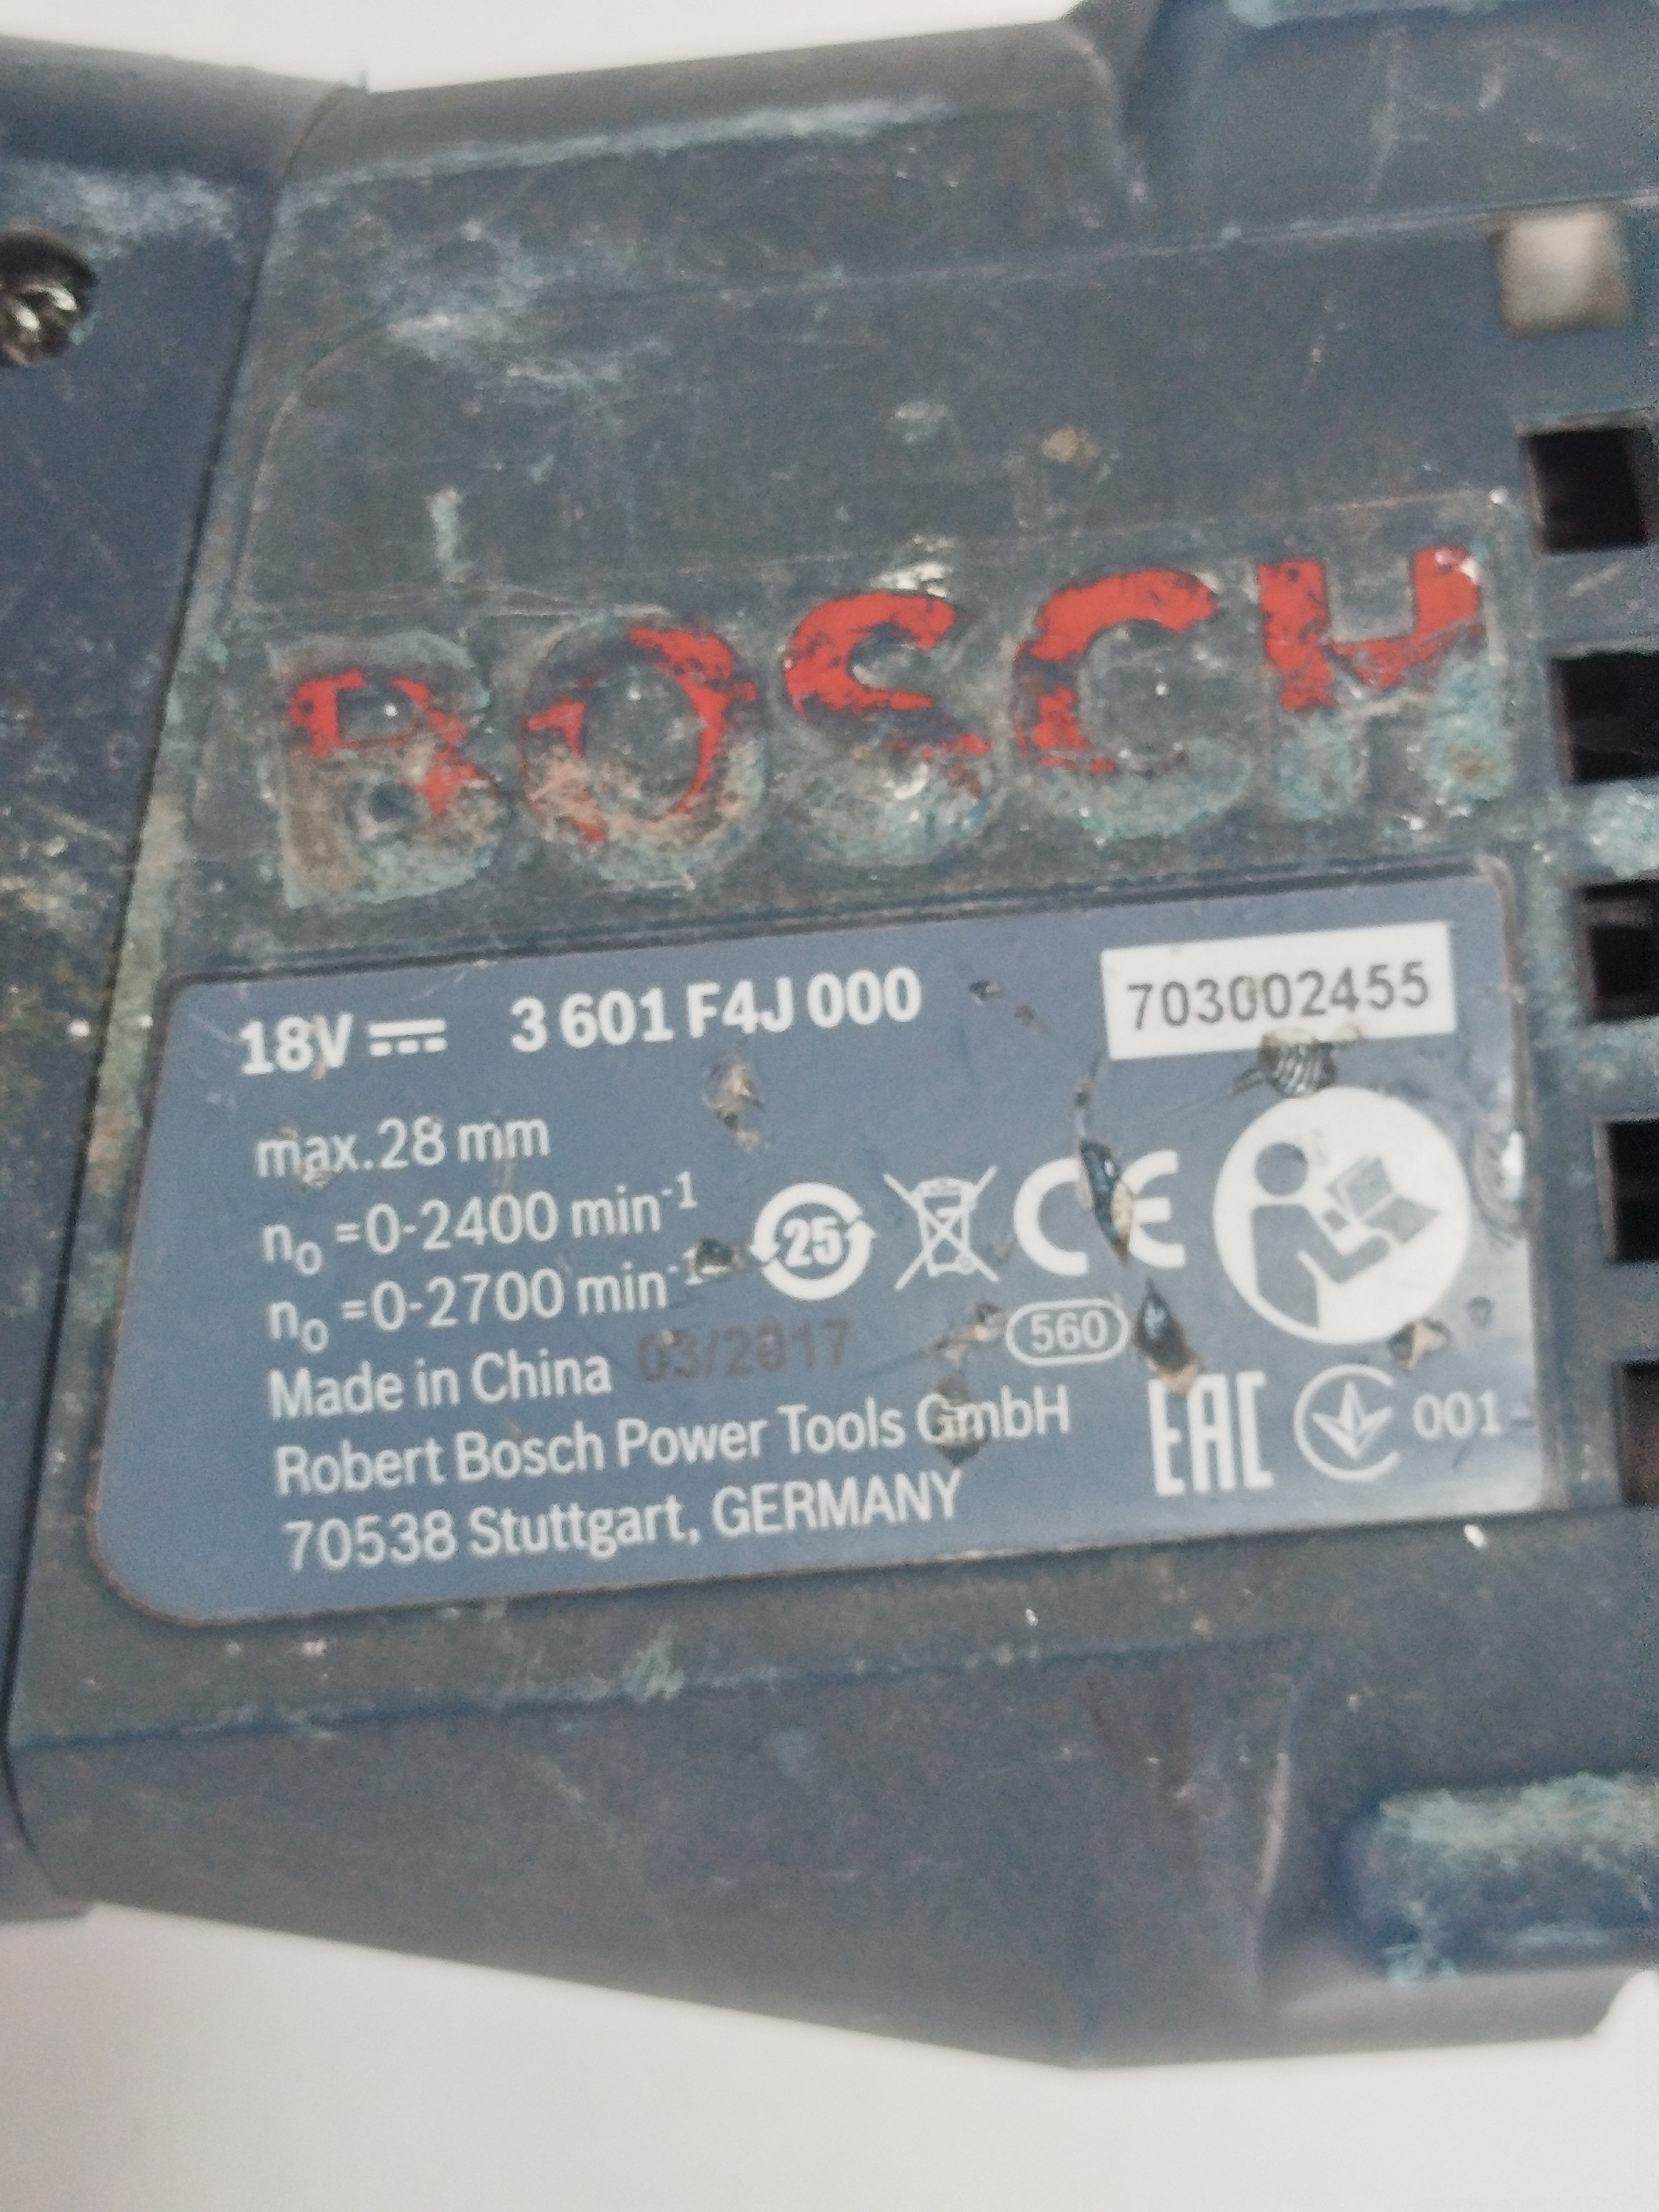 BOSCH
18V 3 601 F4J 000 703002455
max.28 mm
n₀ =0-2400 min⁻¹
n₀ =0-2700 min⁻¹
25
CE
Made in China 03/2017
560
Robert Bosch Power Tools GmbH
EAC 001
70538 Stuttgart, GERMANY